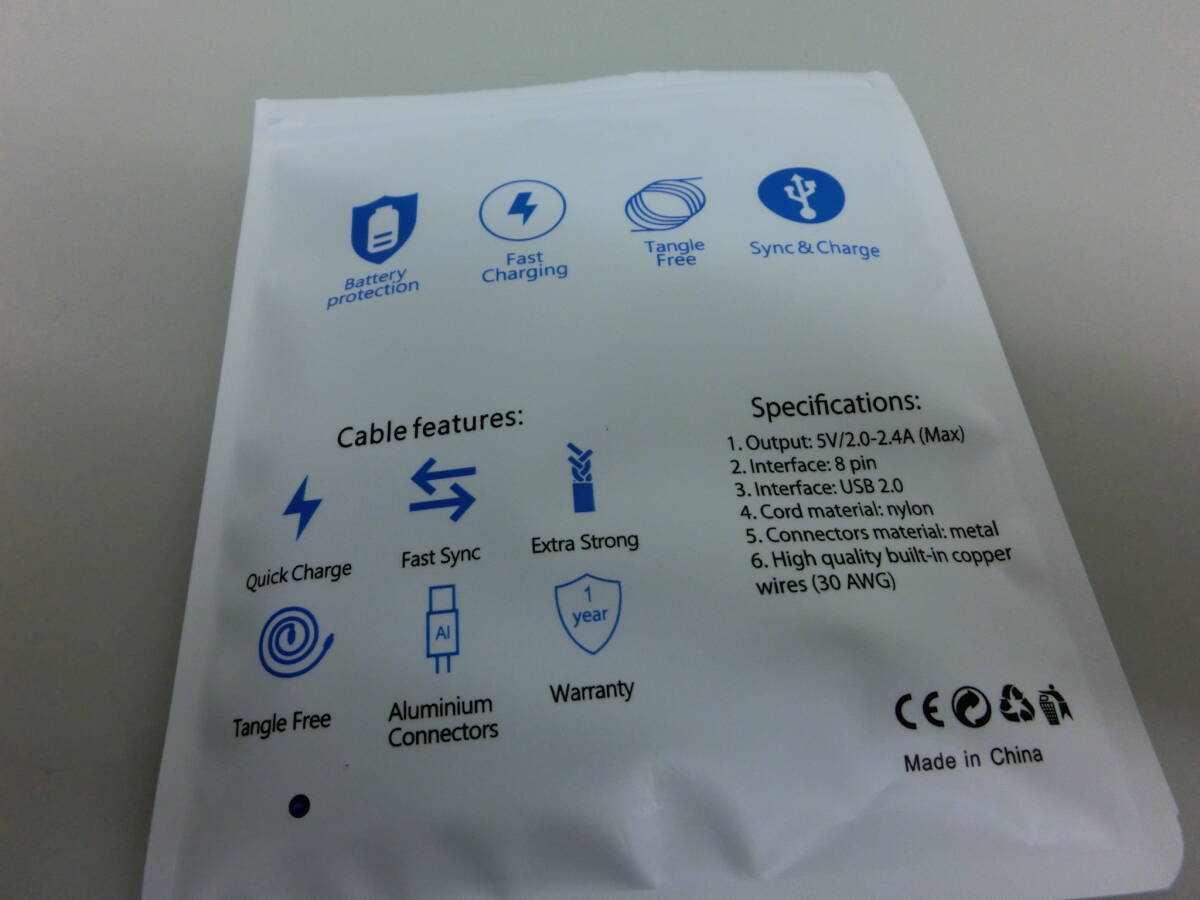 Battery
protection
Fast
Charging
Tangle
Free
Sync & Charge
Cable features:
Quick Charge
Fast Sync
Extra Strong
Tangle Free
Al
Aluminium
Connectors
1
year
Warranty
Specifications:
1. Output: 5V/2.0-2.4A (Max)
2. Interface: 8 pin
3. Interface: USB 2.0
4. Cord material: nylon
5. Connectors material: metal
6. High quality built-in copper
wires (30 AWG)
CE
Made in China